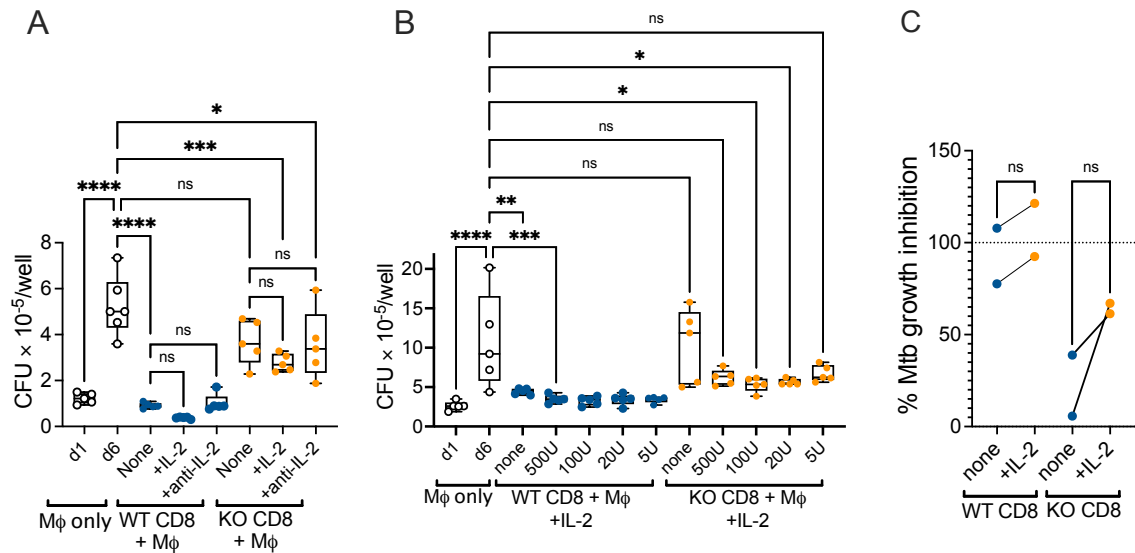 A
B
C
ns
*
*
*
***
ns
ns
ns
****
ns
****
ns
ns
ns
ns
**
****
***
ns
ns
CFU × 10⁻⁵/well
8
6
4
2
0
d1
d6
None
+IL-2
+anti-IL-2
None
+IL-2
+anti-IL-2
Mϕ only
WT CD8
+ Mϕ
KO CD8
+ Mϕ
CFU × 10⁻⁵/well
20
15
10
5
0
d1
d6
none
500U
100U
20U
5U
none
500U
100U
20U
5U
Mϕ only
WT CD8 + Mϕ
+IL-2
KO CD8 + Mϕ
+IL-2
% Mtb growth inhibition
150
100
50
0
none
+IL-2
none
+IL-2
WT CD8
KO CD8